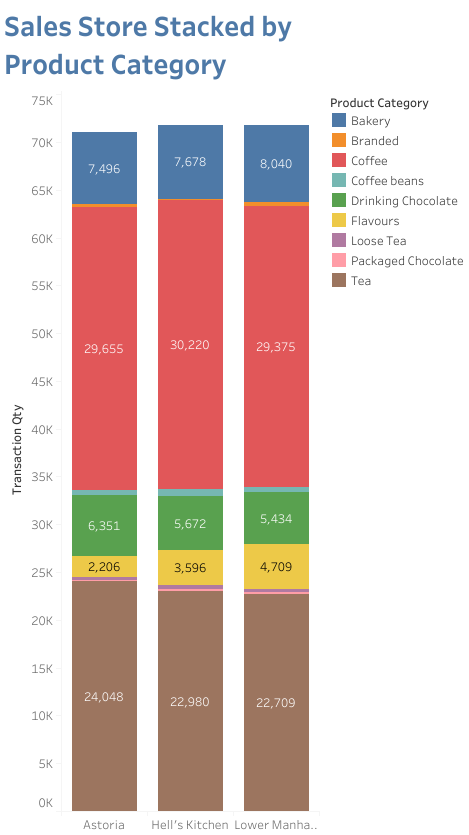 Sales Store Stacked by
Product Category
75K
70K
65K
60K
55K
50K
45K
40K
35K
30K
25K
20K
15K
10K
5K
0K
Transaction Qty
7,496
7,678
8,040
29,655
30,220
29,375
6,351
5,672
5,434
2,206
3,596
4,709
24,048
22,980
22,709
Astoria
Hell's Kitchen
Lower Manha..
Product Category
Bakery
Branded
Coffee
Coffee beans
Drinking Chocolate
Flavours
Loose Tea
Packaged Chocolate
Tea